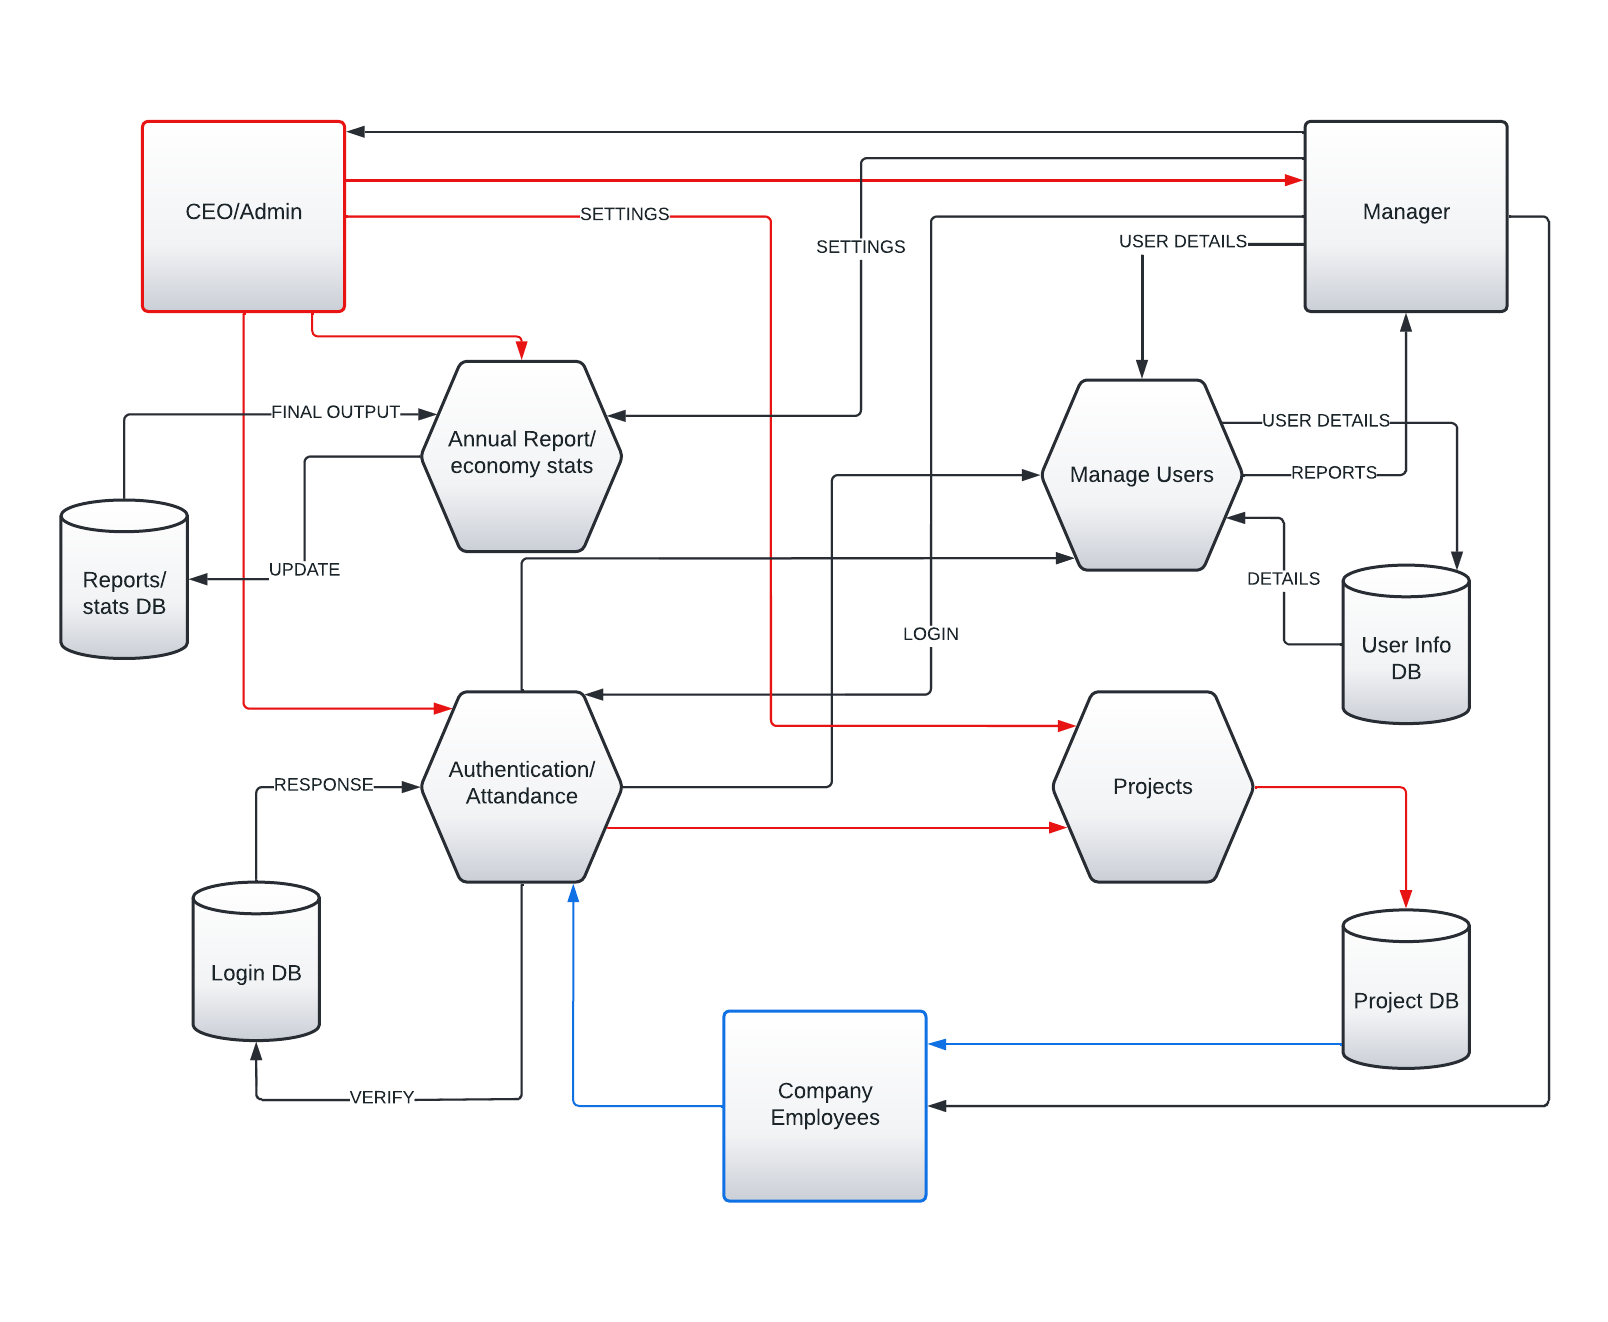 CEO/Admin
Manager
SETTINGS
SETTINGS
USER DETAILS
FINAL OUTPUT
Annual Report/
economy stats
USER DETAILS
Manage Users
REPORTS
UPDATE
Reports/
stats DB
DETAILS
LOGIN
User Info
DB
RESPONSE
Authentication/
Attandance
Projects
Login DB
Project DB
VERIFY
Company
Employees